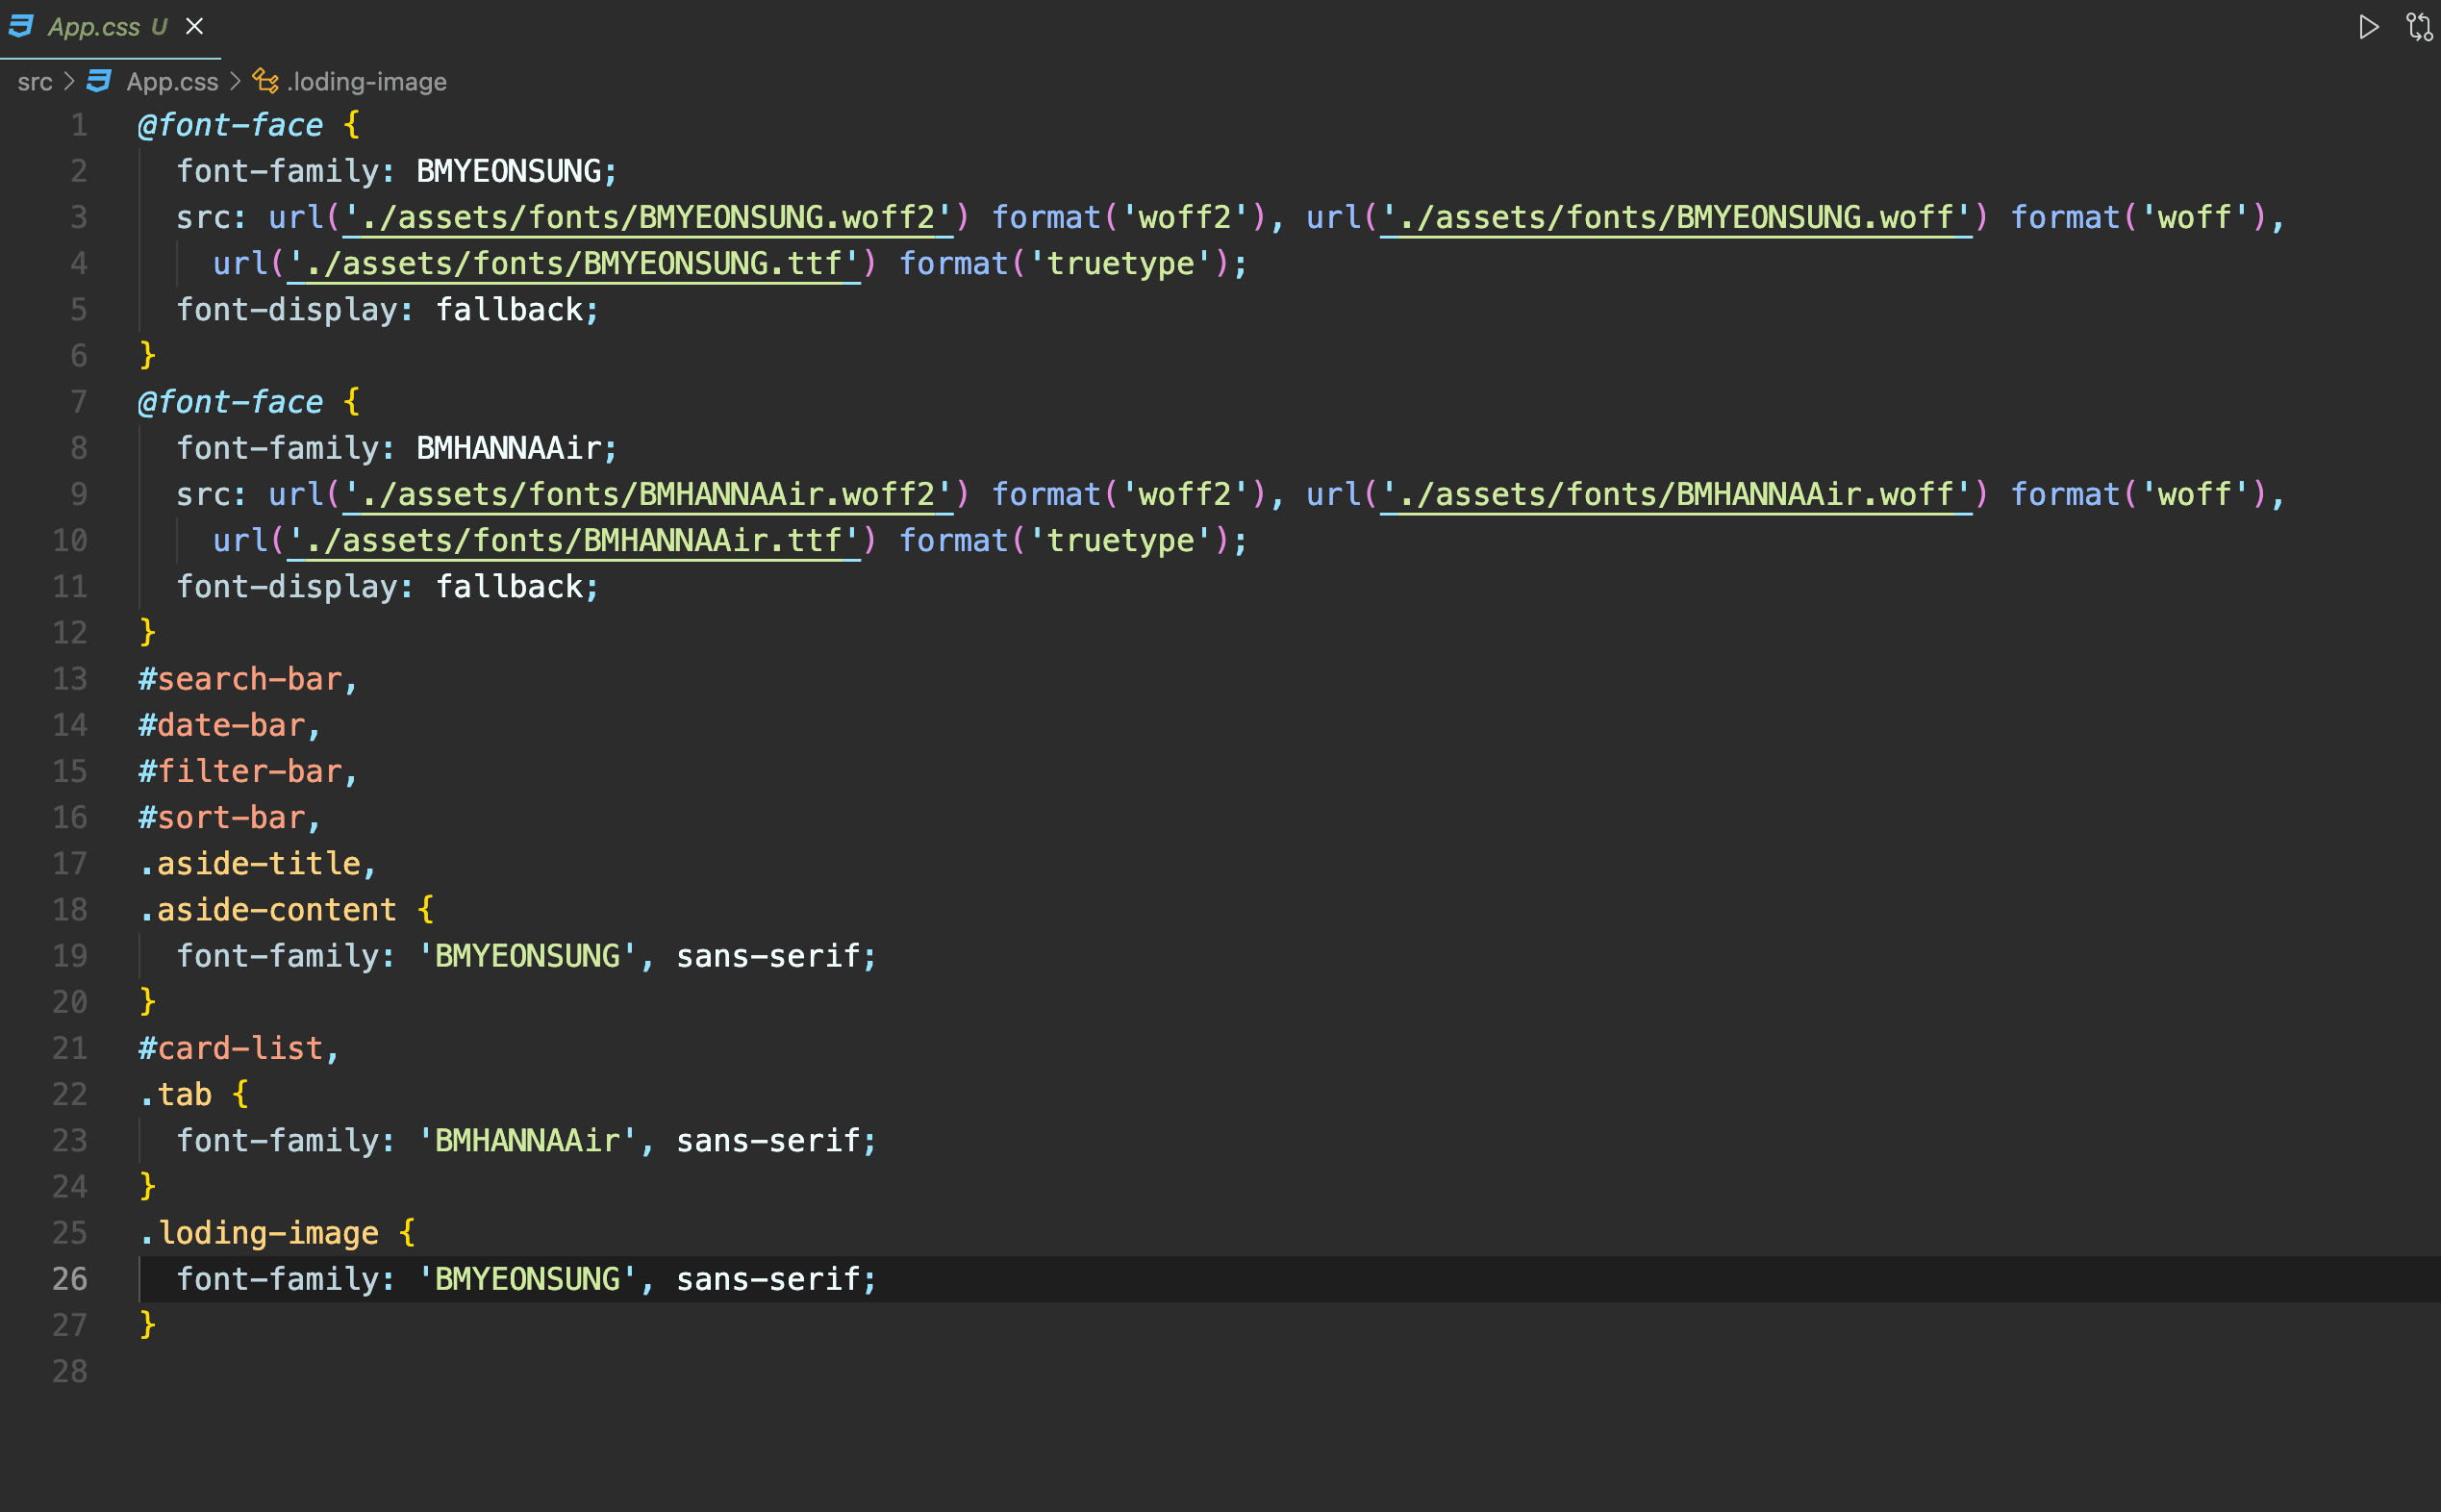 App.css U
src > App.css > .loding-image
1 @font-face {
2 font-family: BMYEONSUNG;
3 src: url('./assets/fonts/BMYEONSUNG.woff2') format('woff2'), url('./assets/fonts/BMYEONSUNG.woff') format('woff'),
4 url('./assets/fonts/BMYEONSUNG.ttf') format('truetype');
5 font-display: fallback;
6 }
7 @font-face {
8 font-family: BMHANNAAir;
9 src: url('./assets/fonts/BMHANNAAir.woff2') format('woff2'), url('./assets/fonts/BMHANNAAir.woff') format('woff'),
10 url('./assets/fonts/BMHANNAAir.ttf') format('truetype');
11 font-display: fallback;
12 }
13 #search-bar,
14 #date-bar,
15 #filter-bar,
16 #sort-bar,
17 .aside-title,
18 .aside-content {
19 font-family: 'BMYEONSUNG', sans-serif;
20 }
21 #card-list,
22 .tab {
23 font-family: 'BMHANNAAir', sans-serif;
24 }
25 .loding-image {
26 font-family: 'BMYEONSUNG', sans-serif;
27 }
28